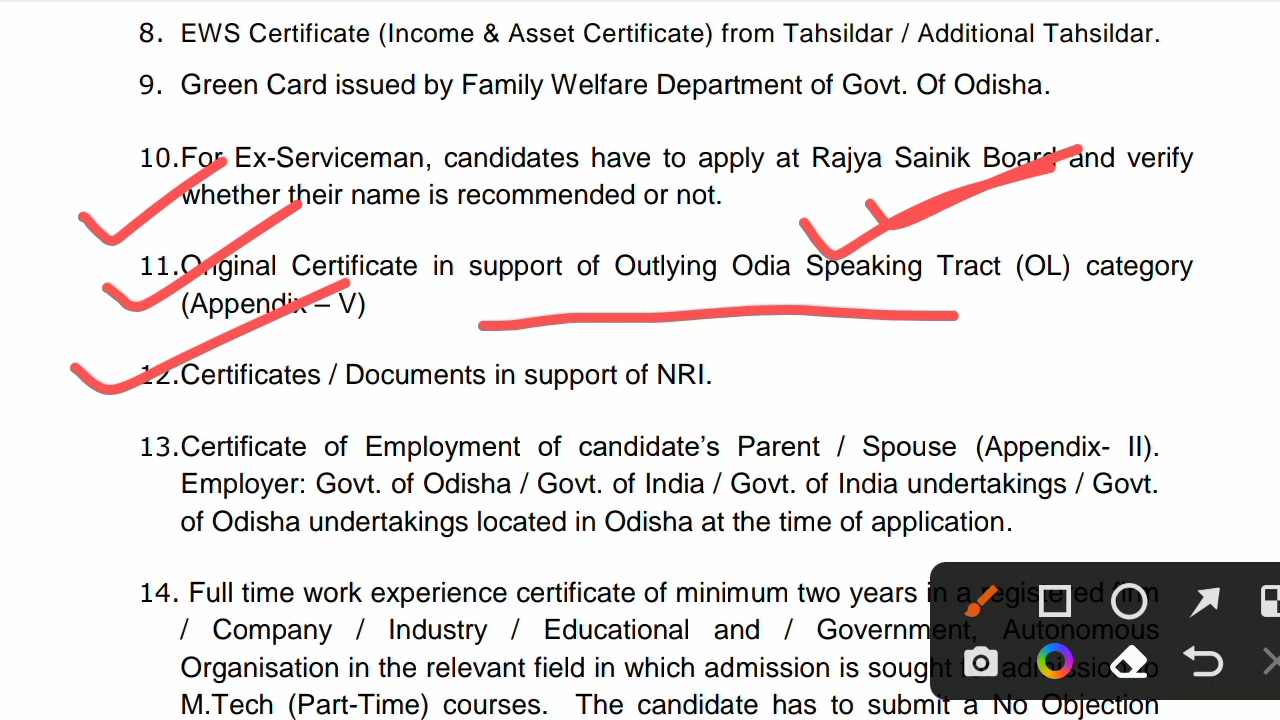 8. EWS Certificate (Income & Asset Certificate) from Tahsildar / Additional Tahsildar.
9. Green Card issued by Family Welfare Department of Govt. Of Odisha.
10.For Ex-Serviceman, candidates have to apply at Rajya Sainik Board and verify
whether their name is recommended or not.
11.Original Certificate in support of Outlying Odia Speaking Tract (OL) category
(Appendix – V)
12.Certificates / Documents in support of NRI.
13.Certificate of Employment of candidate’s Parent / Spouse (Appendix- II).
Employer: Govt. of Odisha / Govt. of India / Govt. of India undertakings / Govt.
of Odisha undertakings located in Odisha at the time of application.
14. Full time work experience certificate of minimum two years in a registered firm
/ Company / Industry / Educational and / Government, Autonomous
Organisation in the relevant field in which admission is sought admission to
M.Tech (Part-Time) courses. The candidate has to submit a No Objection